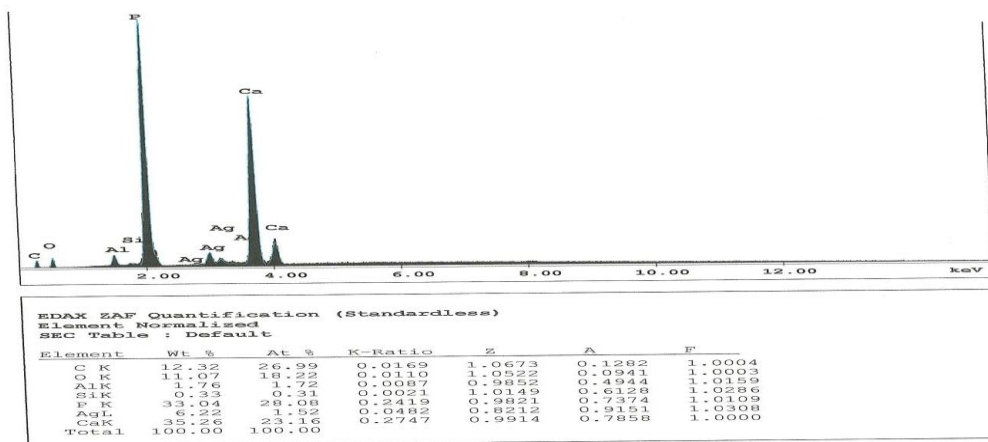 P
Ca
Ag
Si
A
Ca
Al
Ag
O
C
Ag
2.00 4.00 6.00 8.00 10.00 12.00 keV
EDAX ZAF Quantification (Standardless)
Element Normalized
SEC Table : Default
Element Wt % At % K-Ratio Z A F
C K 12.32 26.99 0.0169 1.0673 0.1282 1.0004
O K 11.07 18.22 0.0110 1.0522 0.0941 1.0003
AlK 1.76 1.72 0.0087 0.9852 0.4944 1.0159
SiK 0.33 0.31 0.0021 1.0149 0.6128 1.0286
P K 33.04 28.08 0.2419 0.9821 0.7374 1.0109
AgL 6.22 1.52 0.0482 0.8212 0.9151 1.0308
CaK 35.26 23.16 0.2747 0.9914 0.7858 1.0000
Total 100.00 100.00